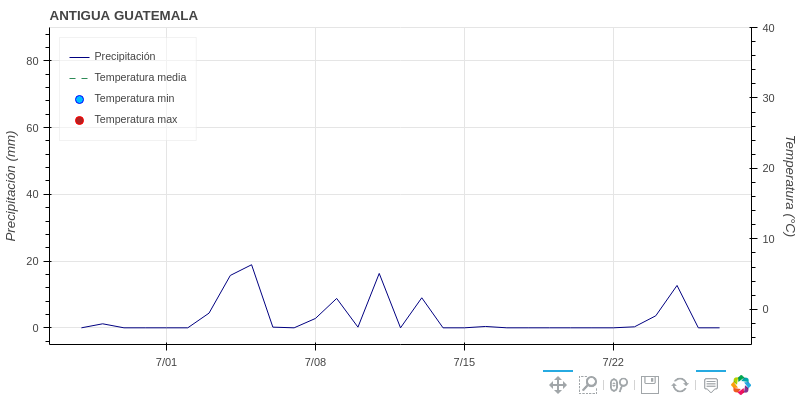 ANTIGUA GUATEMALA
Precipitación
Temperatura media
Temperatura min
Temperatura max
Precipitación (mm)
80
60
40
20
0
40
30
20
10
0
Temperatura (°C)
7/01
7/08
7/15
7/22